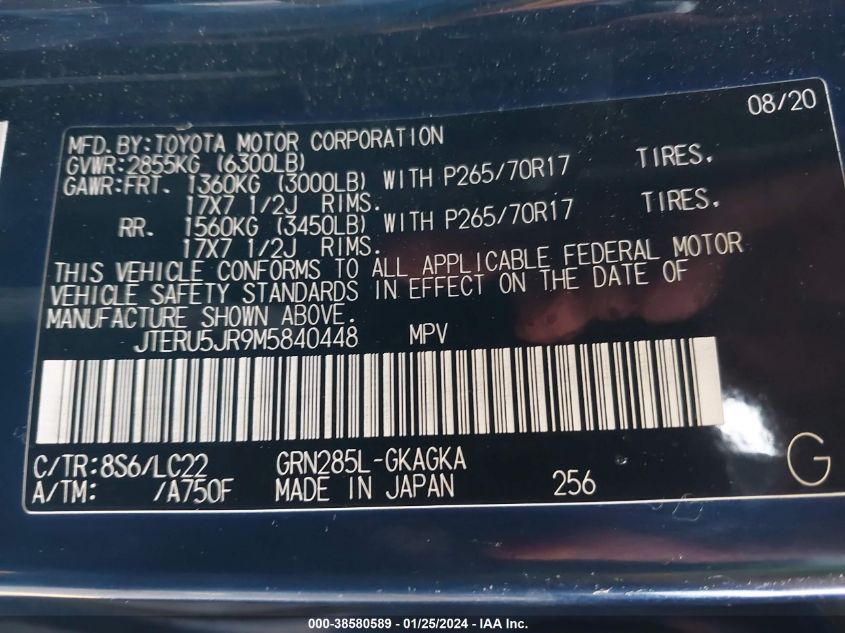 08/20
MFD. BY:TOYOTA MOTOR CORPORATION
GVWR:2855KG (6300LB)
GAWR:FRT. 1360KG (3000LB) WITH P265/70R17 TIRES.
17X7 1/2J RIMS.
RR. 1560KG (3450LB) WITH P265/70R17 TIRES.
17X7 1/2J RIMS.
THIS VEHICLE CONFORMS TO ALL APPLICABLE FEDERAL MOTOR
VEHICLE SAFETY STANDARDS IN EFFECT ON THE DATE OF
MANUFACTURE SHOWN ABOVE.
JTERU5JR9M5840448 MPV
C/TR:8S6/LC22 GRN285L-GKAGKA
A/TM: /A750F MADE IN JAPAN 256
G
000-38580589 - 01/25/2024 - IAA Inc.